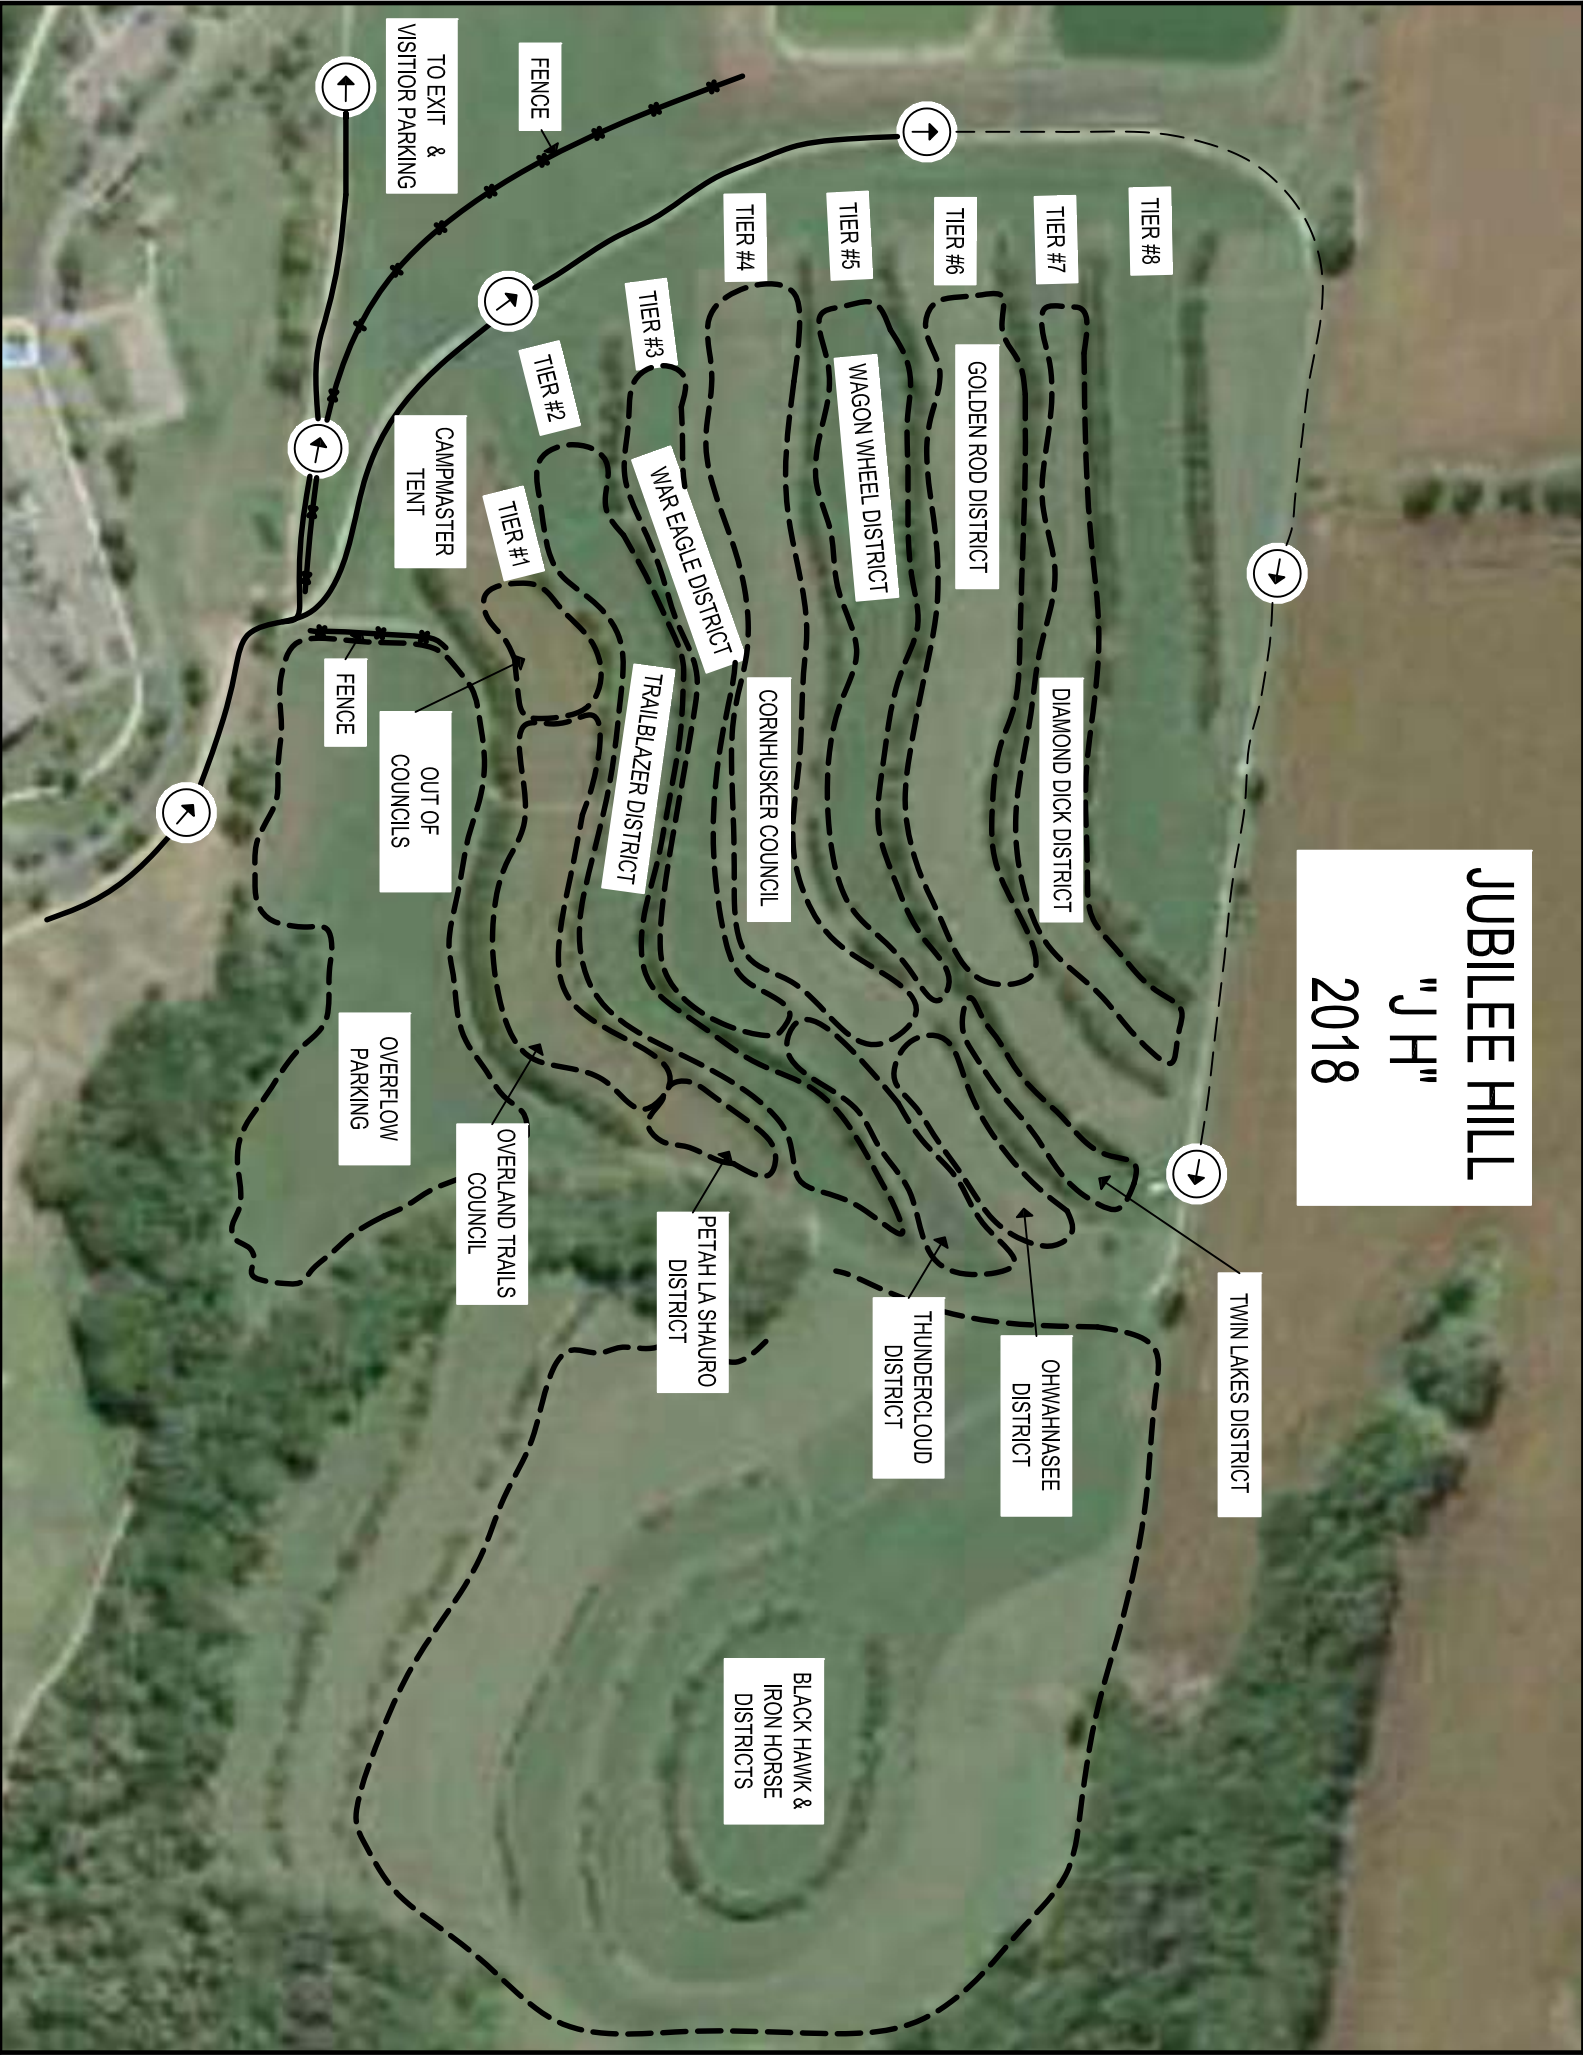 JUBILEE HILL
"J H"
2018
TO EXIT &
VISITIOR PARKING
FENCE
TIER #8
TIER #7
TIER #6
TIER #5
TIER #4
TIER #3
TIER #2
TIER #1
CAMPMASTER
TENT
DIAMOND DICK DISTRICT
GOLDEN ROD DISTRICT
WAGON WHEEL DISTRICT
CORNHUSKER COUNCIL
WAR EAGLE DISTRICT
TRAILBLAZER DISTRICT
OUT OF
COUNCILS
FENCE
OVERFLOW
PARKING
OVERLAND TRAILS
COUNCIL
PETAH LA SHAURO
DISTRICT
THUNDERCLOUD
DISTRICT
OHWAHNASEE
DISTRICT
TWIN LAKES DISTRICT
BLACK HAWK &
IRON HORSE
DISTRICTS